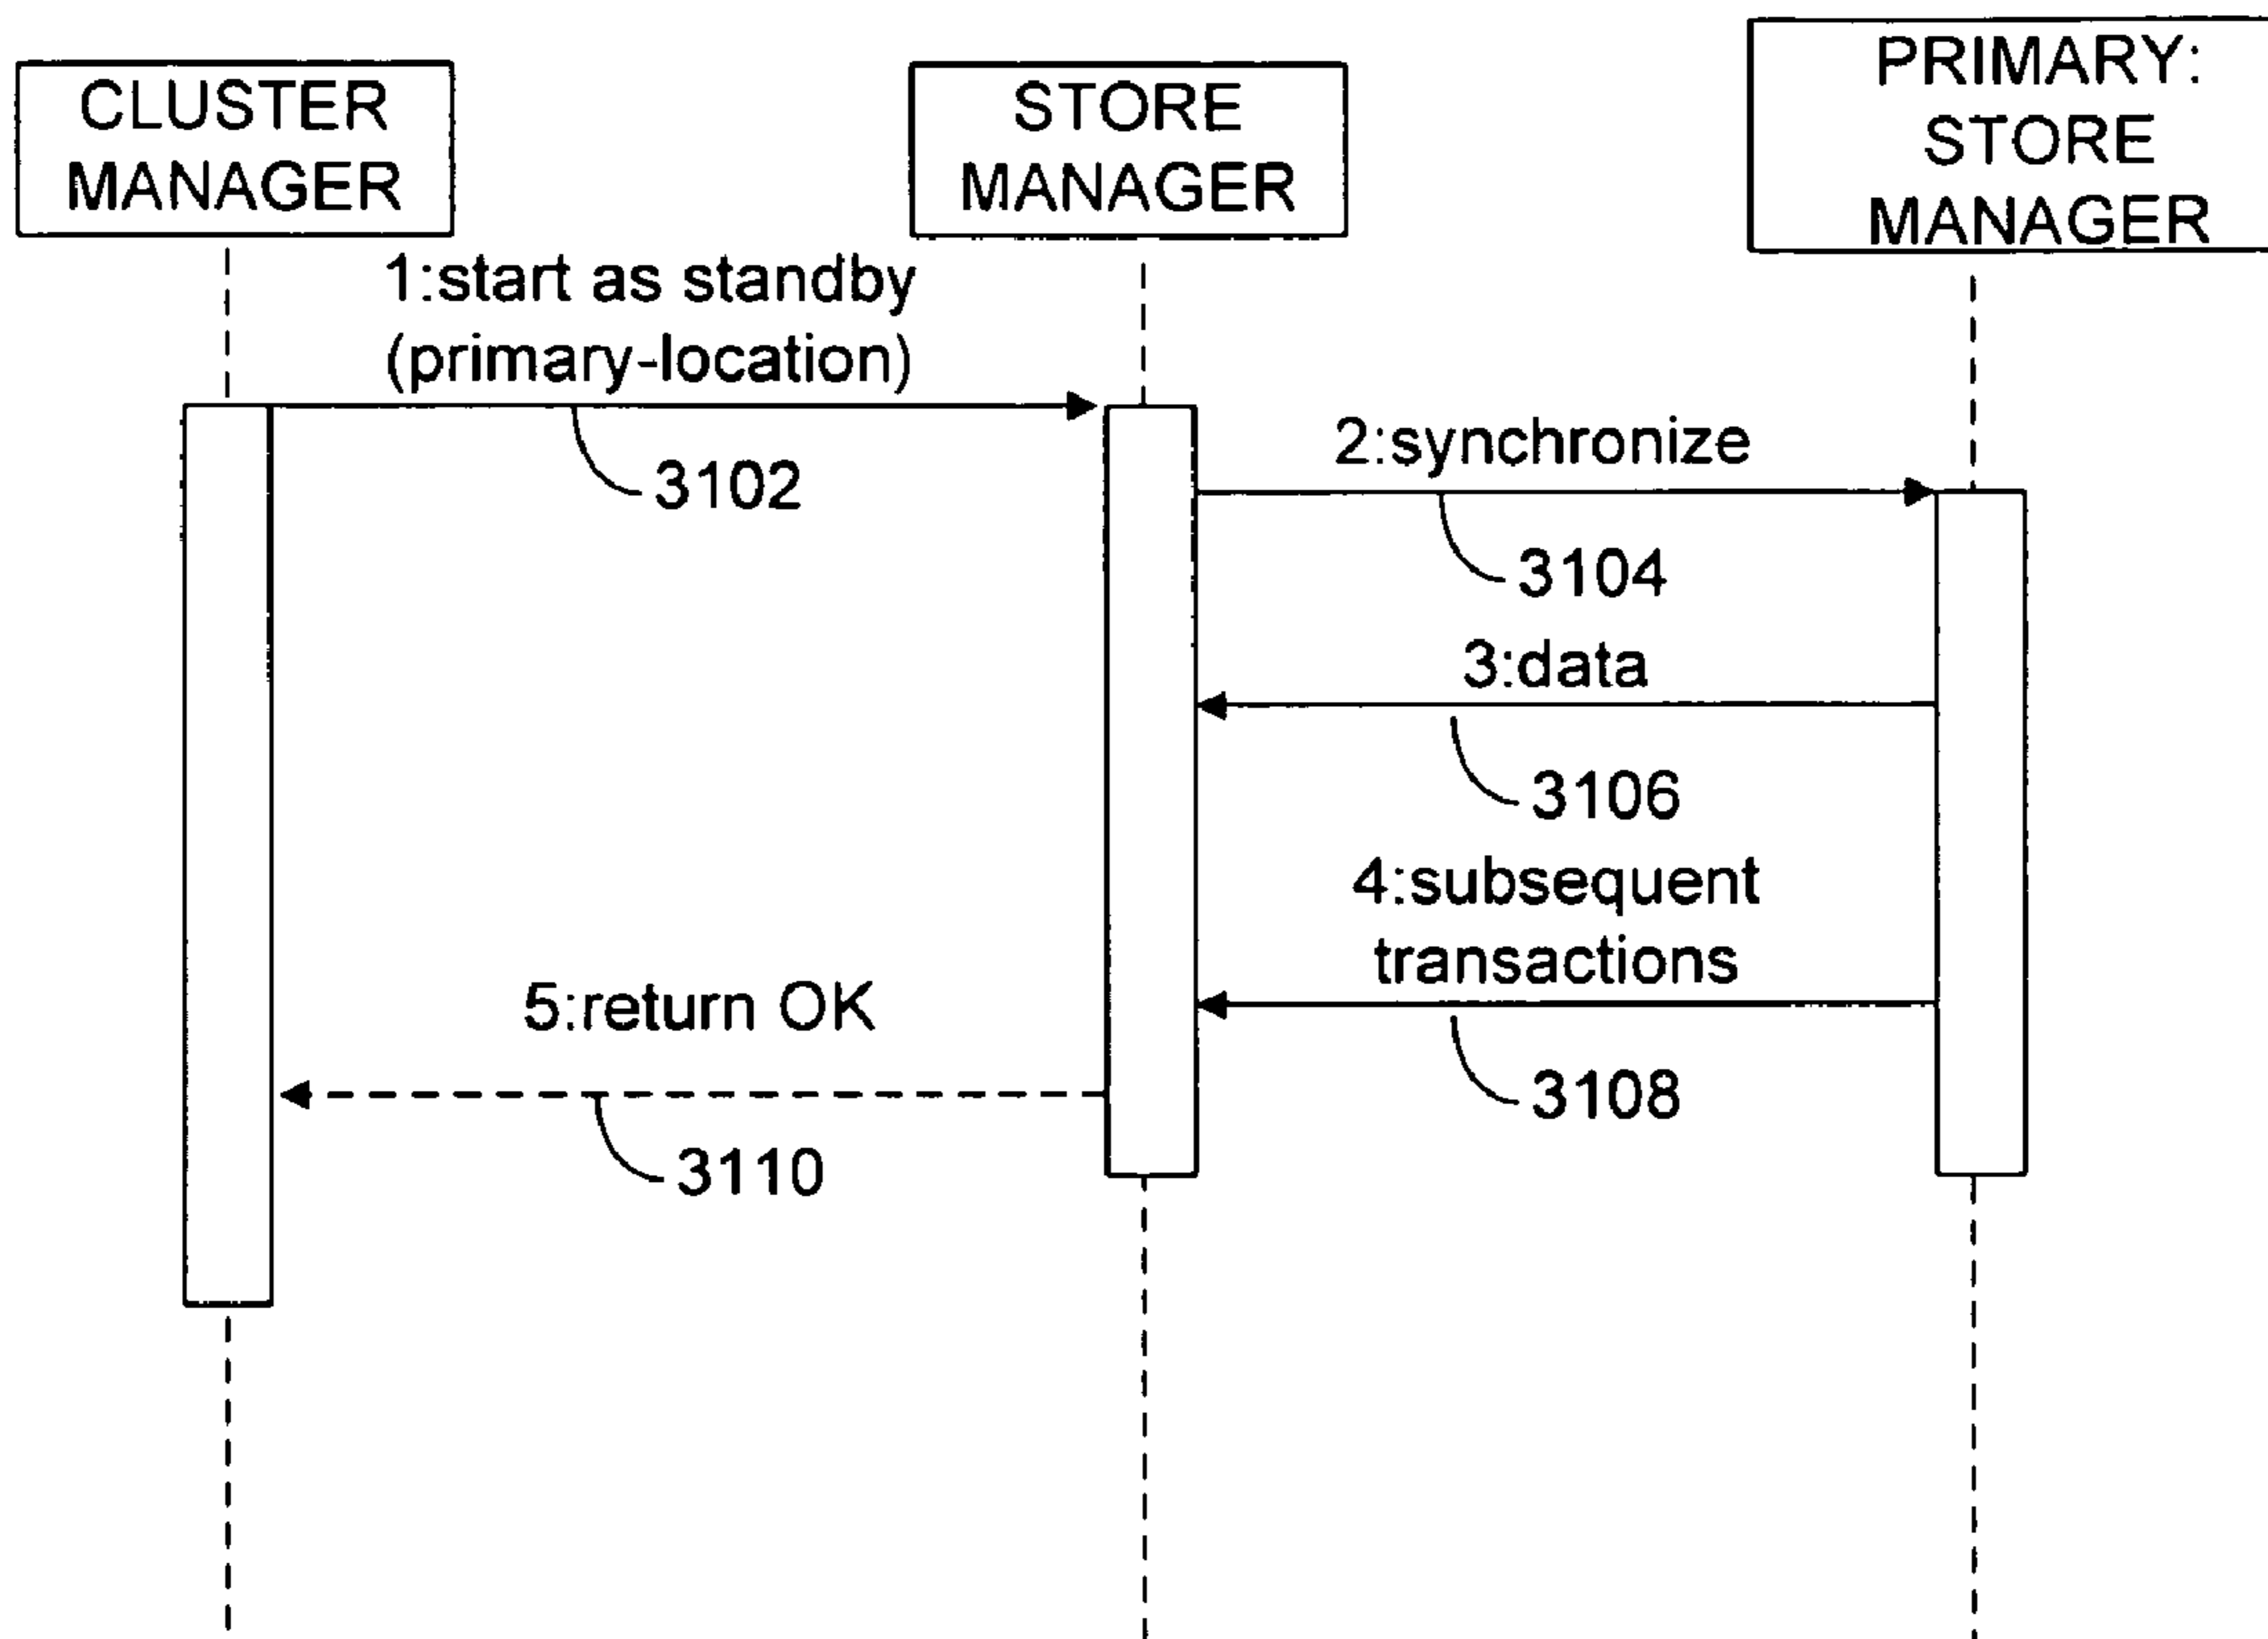 CLUSTER
MANAGER
STORE
MANAGER
PRIMARY:
STORE
MANAGER
1:start as standby
(primary-location)
3102
2:synchronize
3104
3:data
3106
4:subsequent
transactions
3108
5:return OK
3110